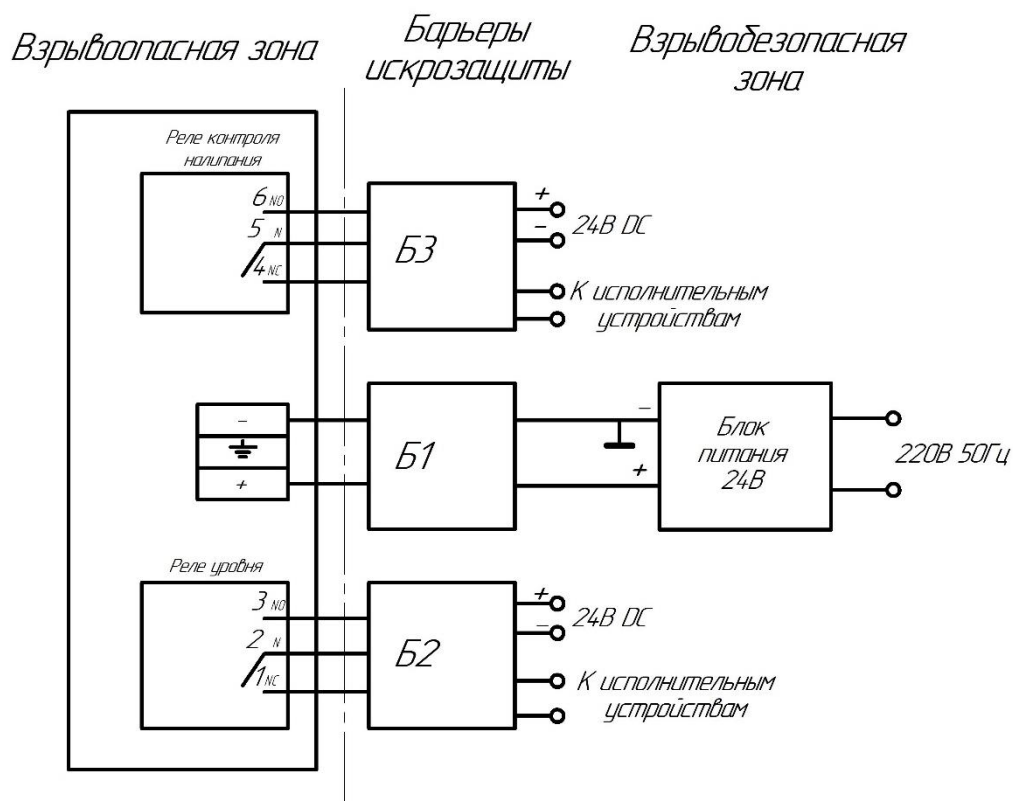 Взрывоопасная зона
Барьеры
искрозащиты
Взрывобезопасная
зона
Реле контроля
налипания
6 NO
5 N
4 NC
Б3
+
24В DC
–
К исполнительным
устройствам
–
+
Б1
–
+
Блок
питания
24В
220В 50Гц
Реле уровня
3 NO
2 N
1 NC
Б2
+
24В DC
–
К исполнительным
устройствам